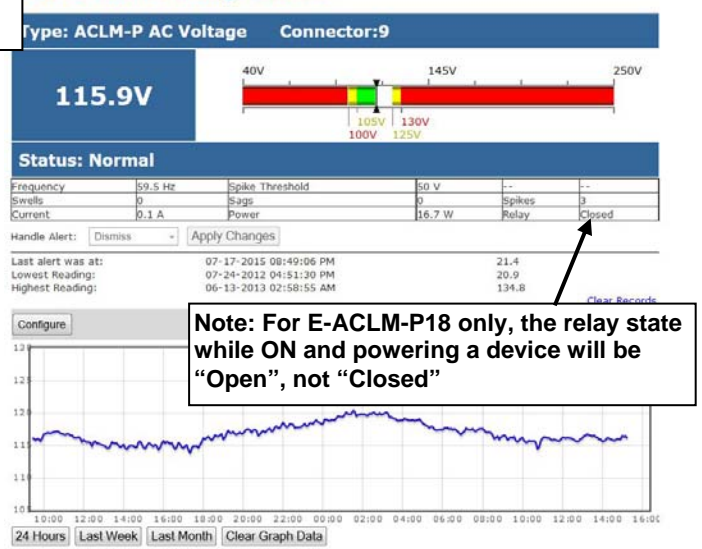 Type: ACLM-P AC Voltage Connector:9
115.9V
40V 145V 250V
105V 130V
100V 125V
Status: Normal
Frequency 59.5 Hz Spike Threshold 50 V -- --
Swells 0 Sags 0 Spikes 3
Current 0.1 A Power 16.7 W Relay Closed
Handle Alert: Dismiss Apply Changes
Last alert was at: 07-17-2015 08:49:06 PM 21.4
Lowest Reading: 07-24-2012 04:51:30 PM 20.9
Highest Reading: 06-13-2013 02:58:55 AM 134.8
Clear Records
Configure
Note: For E-ACLM-P18 only, the relay state
while ON and powering a device will be
“Open”, not “Closed”
125
120
115
110
10:00 12:00 14:00 16:00 18:00 20:00 22:00 00:00 02:00 04:00 06:00 08:00 10:00 12:00 14:00 16:00
24 Hours Last Week Last Month Clear Graph Data